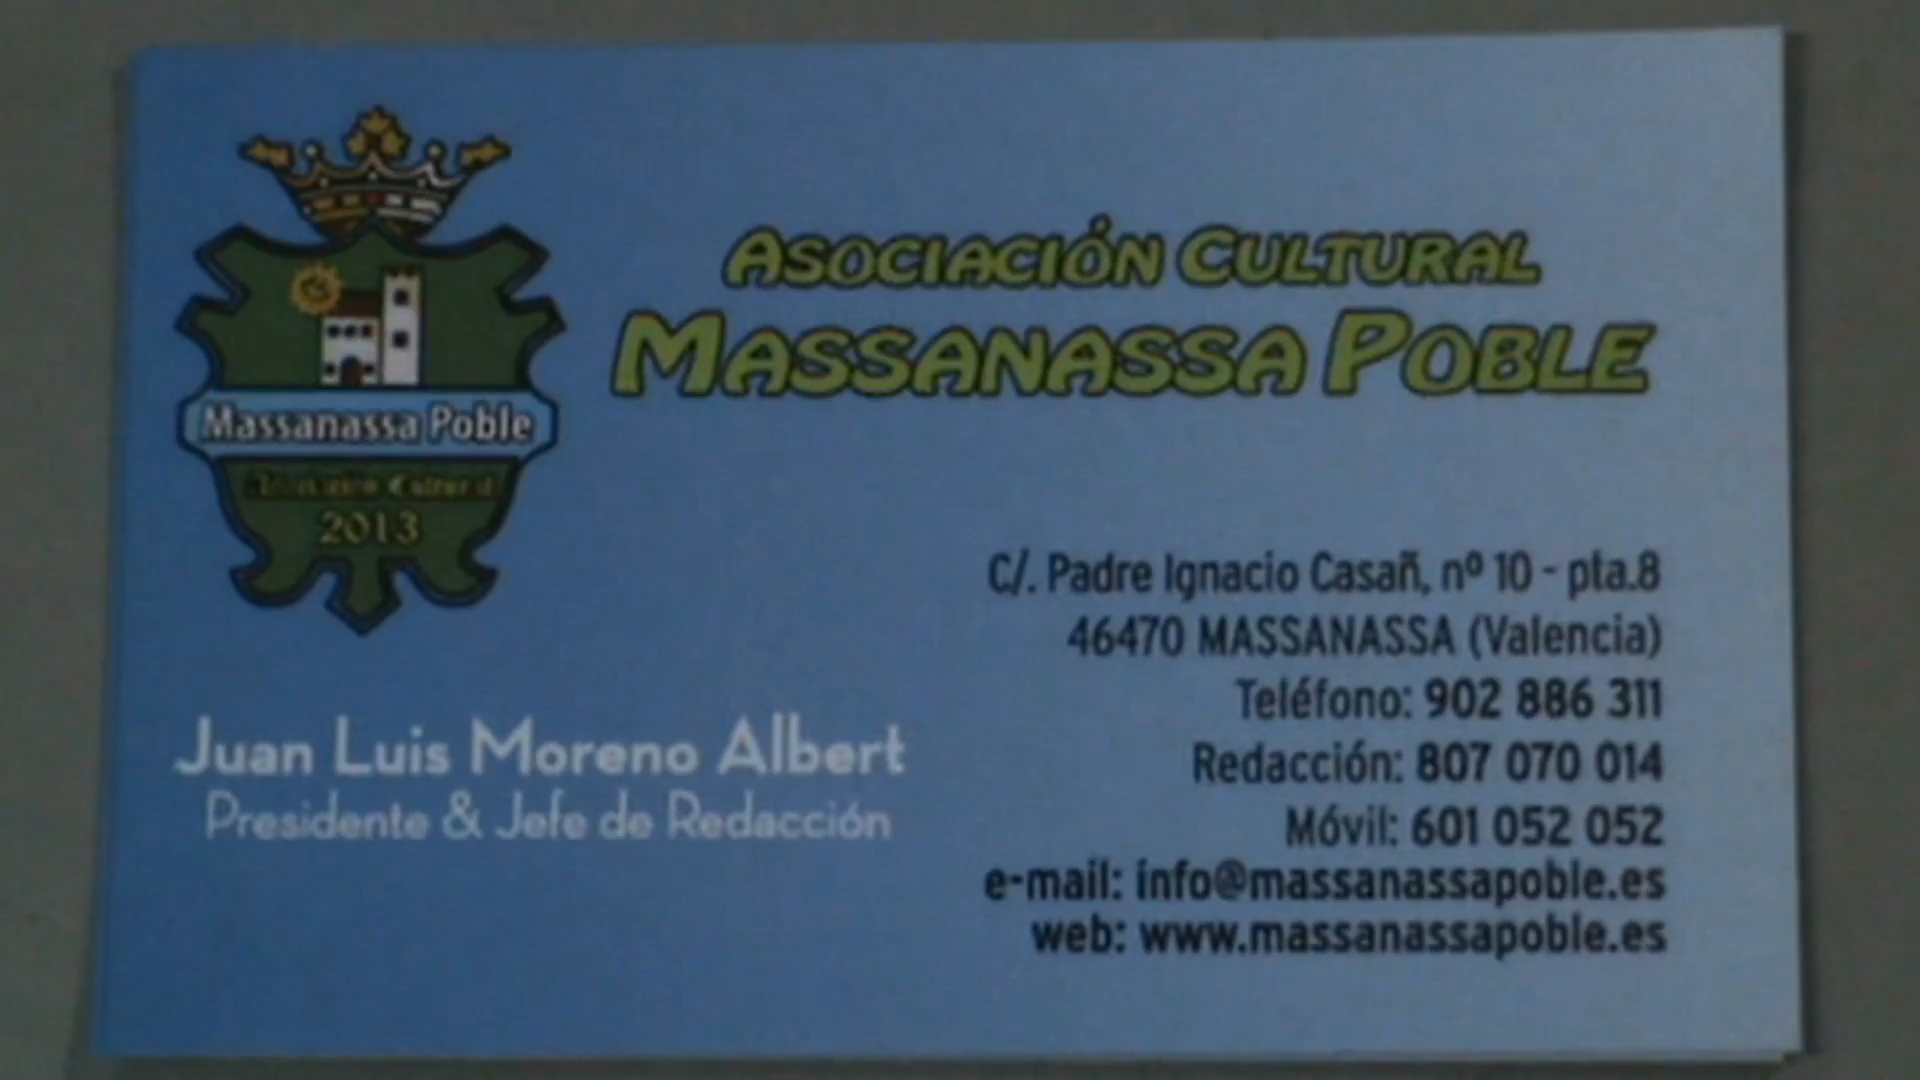 ASOCIACIÓN CULTURAL
MASSANASSA POBLE
Massanassa Poble
Cultural
2013
C/. Padre Ignacio Casañ, nº 10 - pta.8
46470 MASSANASSA (Valencia)
Teléfono: 902 886 311
Redacción: 807 070 014
Móvil: 601 052 052
e-mail: info@massanassapoble.es
web: www.massanassapoble.es
Juan Luis Moreno Albert
Presidente & Jefe de Redacción